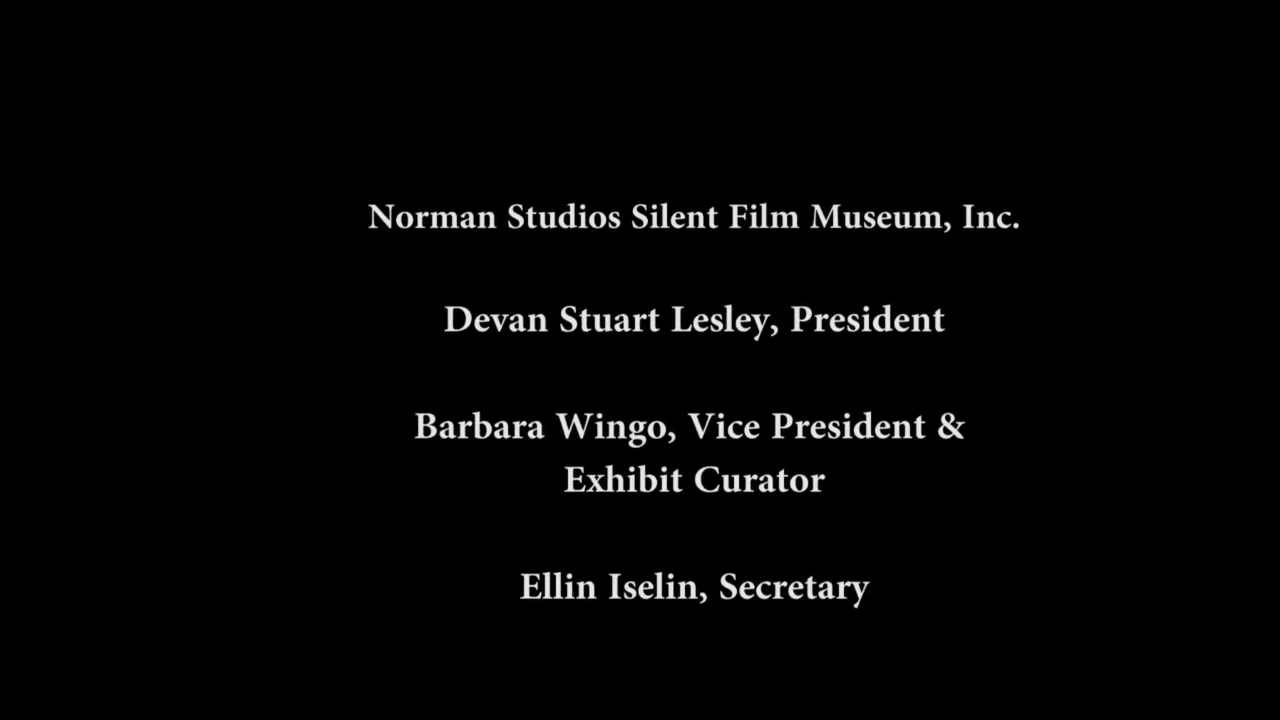 Norman Studios Silent Film Museum, Inc.
Devan Stuart Lesley, President
Barbara Wingo, Vice President &
Exhibit Curator
Ellin Iselin, Secretary